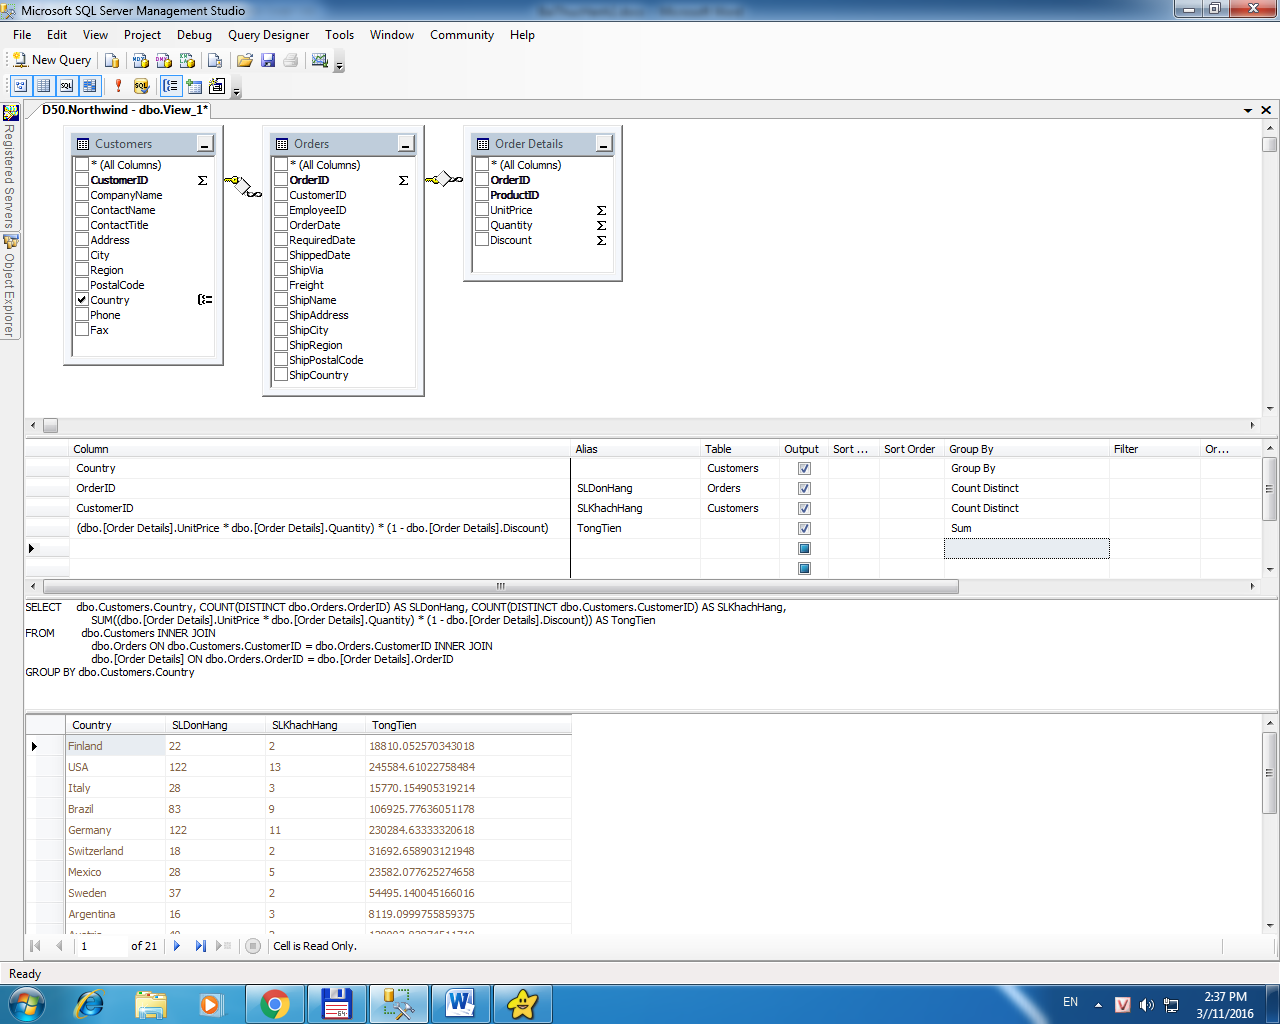 Microsoft SQL Server Management Studio
File Edit View Project Debug Query Designer Tools Window Community Help
New Query
D50.Northwind - dbo.View_1*
Registered Servers
Object Explorer
Customers
* (All Columns)
CustomerID
CompanyName
ContactName
ContactTitle
Address
City
Region
PostalCode
Country
Phone
Fax
Orders
* (All Columns)
OrderID
CustomerID
EmployeeID
OrderDate
RequiredDate
ShippedDate
ShipVia
Freight
ShipName
ShipAddress
ShipCity
ShipRegion
ShipPostalCode
ShipCountry
Order Details
* (All Columns)
OrderID
ProductID
UnitPrice
Quantity
Discount
Column Alias Table Output Sort ... Sort Order Group By Filter Or...
Country Customers Group By
OrderID SLDonHang Orders Count Distinct
CustomerID SLKhachHang Customers Count Distinct
(dbo.[Order Details].UnitPrice * dbo.[Order Details].Quantity) * (1 - dbo.[Order Details].Discount) TongTien Sum
SELECT dbo.Customers.Country, COUNT(DISTINCT dbo.Orders.OrderID) AS SLDonHang, COUNT(DISTINCT dbo.Customers.CustomerID) AS SLKhachHang,
SUM((dbo.[Order Details].UnitPrice * dbo.[Order Details].Quantity) * (1 - dbo.[Order Details].Discount)) AS TongTien
FROM dbo.Customers INNER JOIN
dbo.Orders ON dbo.Customers.CustomerID = dbo.Orders.CustomerID INNER JOIN
dbo.[Order Details] ON dbo.Orders.OrderID = dbo.[Order Details].OrderID
GROUP BY dbo.Customers.Country
Country SLDonHang SLKhachHang TongTien
Finland 22 2 18810.052570343018
USA 122 13 245584.61022758484
Italy 28 3 15770.154905319214
Brazil 83 9 106925.77636051178
Germany 122 11 230284.63333320618
Switzerland 18 2 31692.658903121948
Mexico 28 5 23582.077625274658
Sweden 37 2 54495.140045166016
Argentina 16 3 8119.0999755859375
1 of 21 Cell is Read Only.
Ready
EN 2:37 PM
3//11/2016